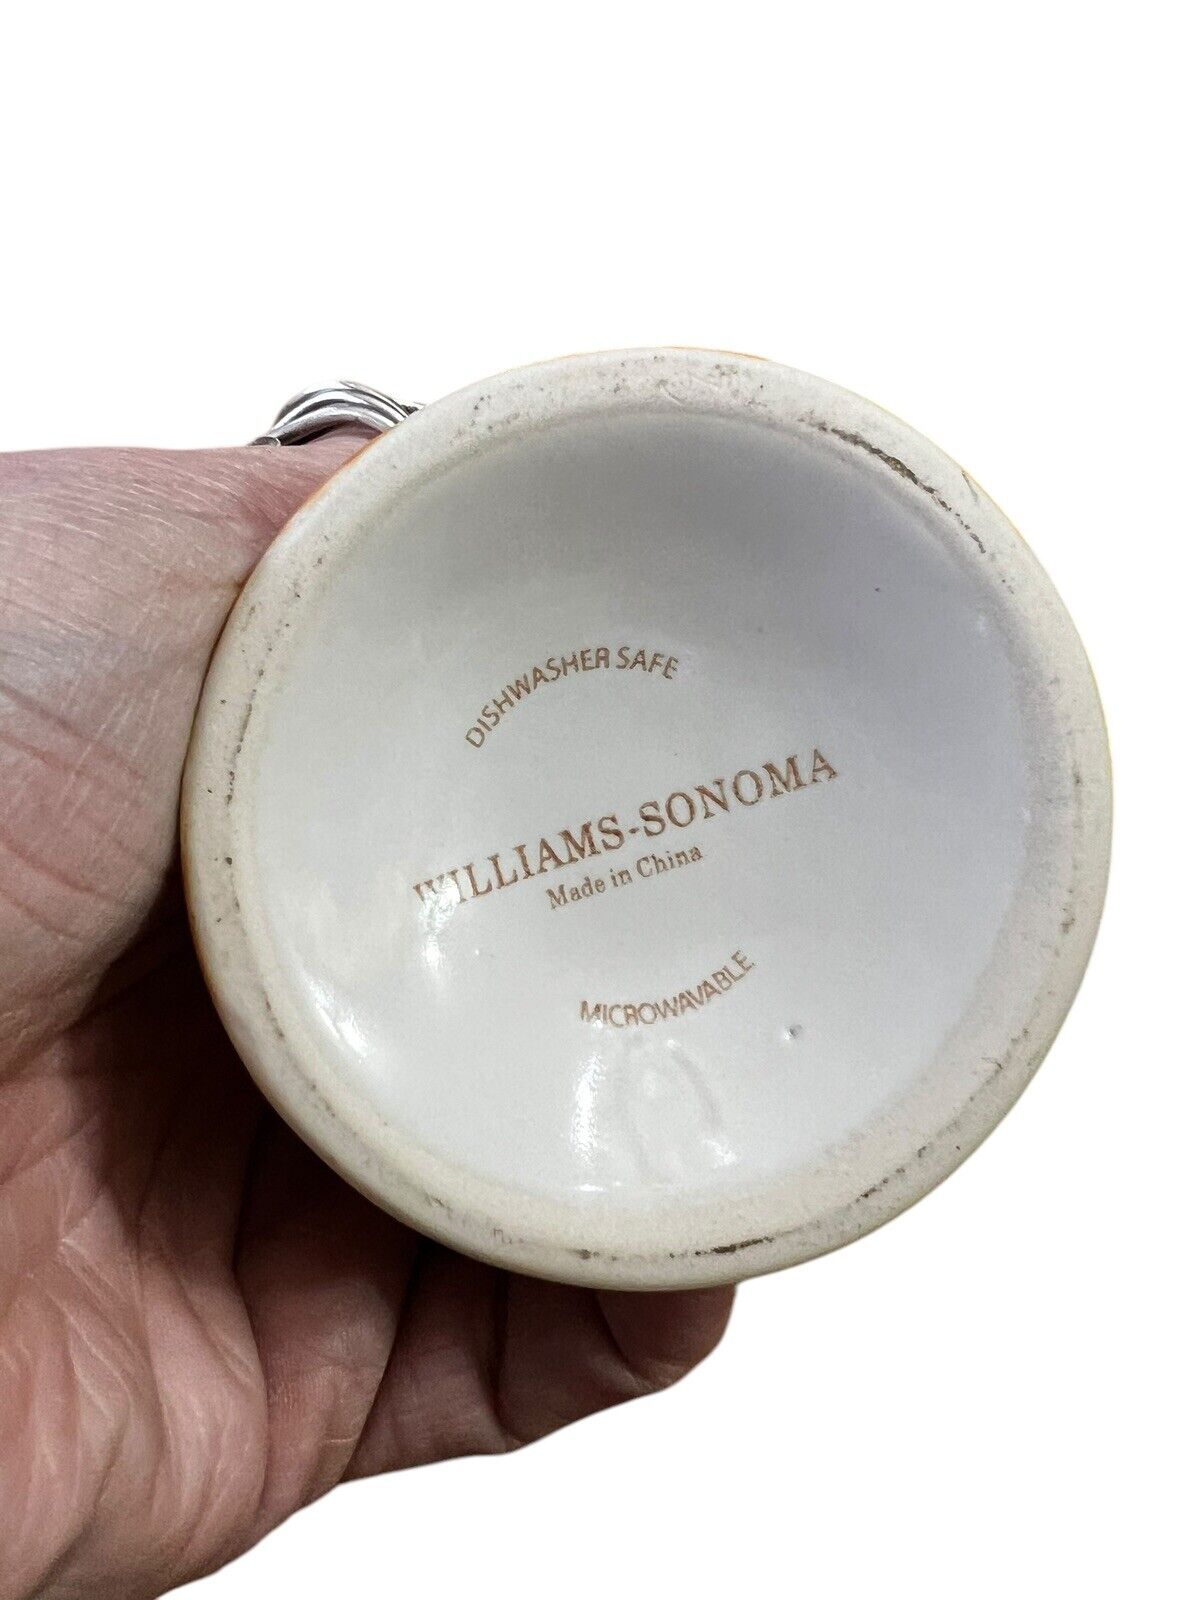 DISHWASHER SAFE
WILLIAMS-SONOMA
Made in China
MICROWAVABLE